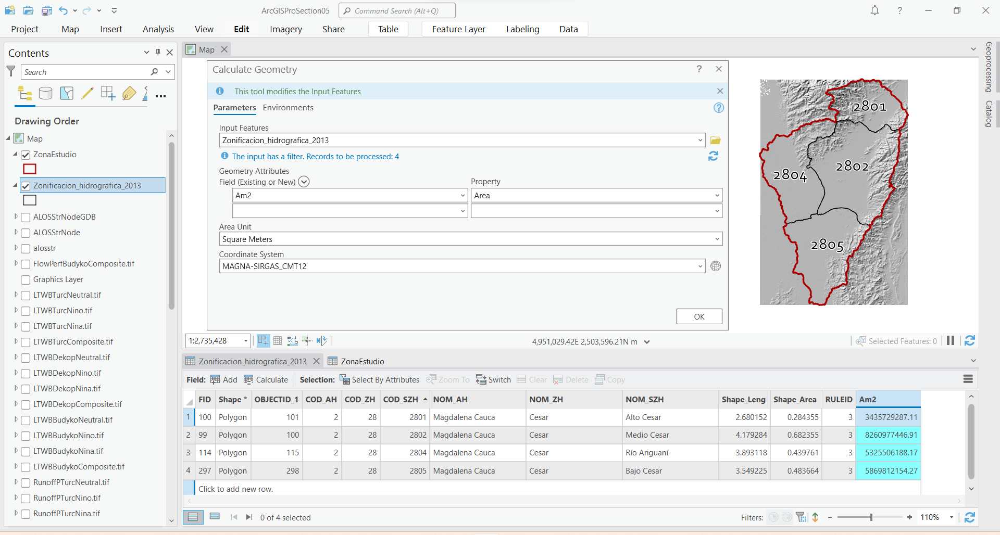 ArcGISProSection05
Command Search (Alt+Q)
?
Project Map Insert Analysis View Edit Imagery Share Table Feature Layer Labeling Data
Contents
Search
Drawing Order
Map
ZonaEstudio
Zonificacion_hidrografica_2013
ALOSStrNodeGDB
ALOSStrNode
alosstr
FlowPerfBudykoComposite.tif
Graphics Layer
LTWBTurcNeutral.tif
LTWBTurcNino.tif
LTWBTurcNina.tif
LTWBTurcComposite.tif
LTWBDekopNeutral.tif
LTWBDekopNino.tif
LTWBDekopNina.tif
LTWBDekopComposite.tif
LTWBBudykoNeutral.tif
LTWBBudykoNino.tif
LTWBBudykoNina.tif
LTWBBudykoComposite.tif
RunoffPTurcNeutral.tif
RunoffPTurcNino.tif
RunoffPTurcNina.tif
Map
Calculate Geometry ?
This tool modifies the Input Features
Parameters Environments ?
Input Features
Zonificacion_hidrografica_2013
The input has a filter. Records to be processed: 4
Geometry Attributes
Field (Existing or New) Property
Am2 Area
Area Unit
Square Meters
Coordinate System
MAGNA-SIRGAS_CMT12
OK
2801
2802
2804
2805
Geoprocessing
Catalog
1:2,735,428 4,951,029.42E 2,503,596.21N m Selected Features: 0
Zonificacion_hidrografica_2013 ZonaEstudio
Field: Add Calculate Selection: Select By Attributes Zoom To Switch Clear Delete Copy
FID Shape * OBJECTID_1 COD_AH COD_ZH COD_SZH NOM_AH NOM_ZH NOM_SZH Shape_Leng Shape_Area RULEID Am2
1 100 Polygon 101 2 28 2801 Magdalena Cauca Cesar Alto Cesar 2.680152 0.284355 3 3435729287.11
2 99 Polygon 100 2 28 2802 Magdalena Cauca Cesar Medio Cesar 4.179284 0.682355 3 8260977446.91
3 114 Polygon 115 2 28 2804 Magdalena Cauca Cesar Río Ariguaní 3.893118 0.439761 3 5325506188.17
4 297 Polygon 298 2 28 2805 Magdalena Cauca Cesar Bajo Cesar 3.549225 0.483664 3 5869812154.27
Click to add new row.
0 of 4 selected Filters: - + 110%